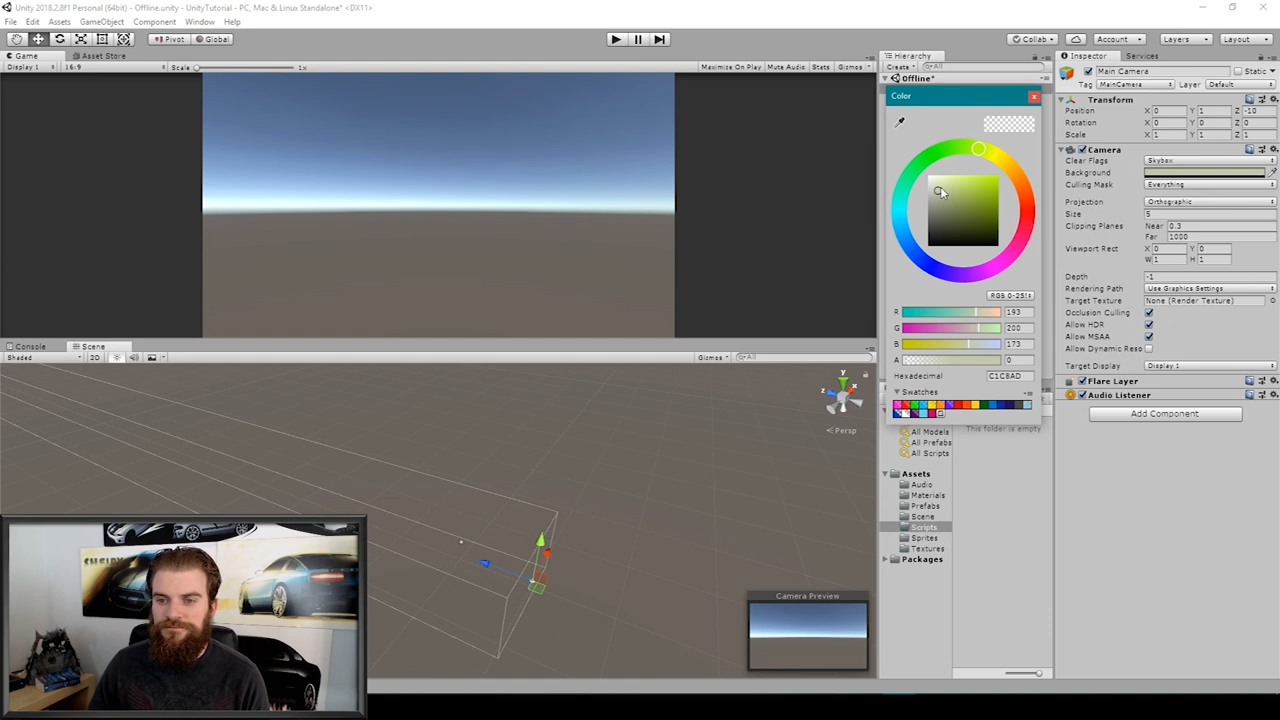 Unity 2018.2.8f1 Personal (64bit) - Offline.unity - UnityTutorial - PC, Mac & Linux Standalone* <DX11>
File Edit Assets GameObject Component Window Help
Pivot Global Collab Account Layers Layout
Game Asset Store
Display 1 16:9 Scale 1x Maximize On Play Mute Audio Stats Gizmos
Hierarchy
Create All
Offline*
Color
RGB 0-255
R 193
G 200
B 173
A 0
Hexadecimal C1C8AD
Swatches
This folder is empty
All Models
All Prefabs
All Scripts
Assets
Audio
Materials
Prefabs
Scene
Scripts
Sprites
Textures
Packages
Inspector Services
Main Camera Static
Tag MainCamera Layer Default
Transform
Position X 0 Y 1 Z -10
Rotation X 0 Y 0 Z 0
Scale X 1 Y 1 Z 1
Camera
Clear Flags Skybox
Background
Culling Mask Everything
Projection Orthographic
Size 5
Clipping Planes Near 0.3
Far 1000
Viewport Rect X 0 Y 0
W 1 H 1
Depth -1
Rendering Path Use Graphics Settings
Target Texture None (Render Texture)
Occlusion Culling
Allow HDR
Allow MSAA
Allow Dynamic Reso
Target Display Display 1
Flare Layer
Audio Listener
Add Component
Console Scene
Shaded 2D Gizmos All
y
x
z
Persp
Camera Preview